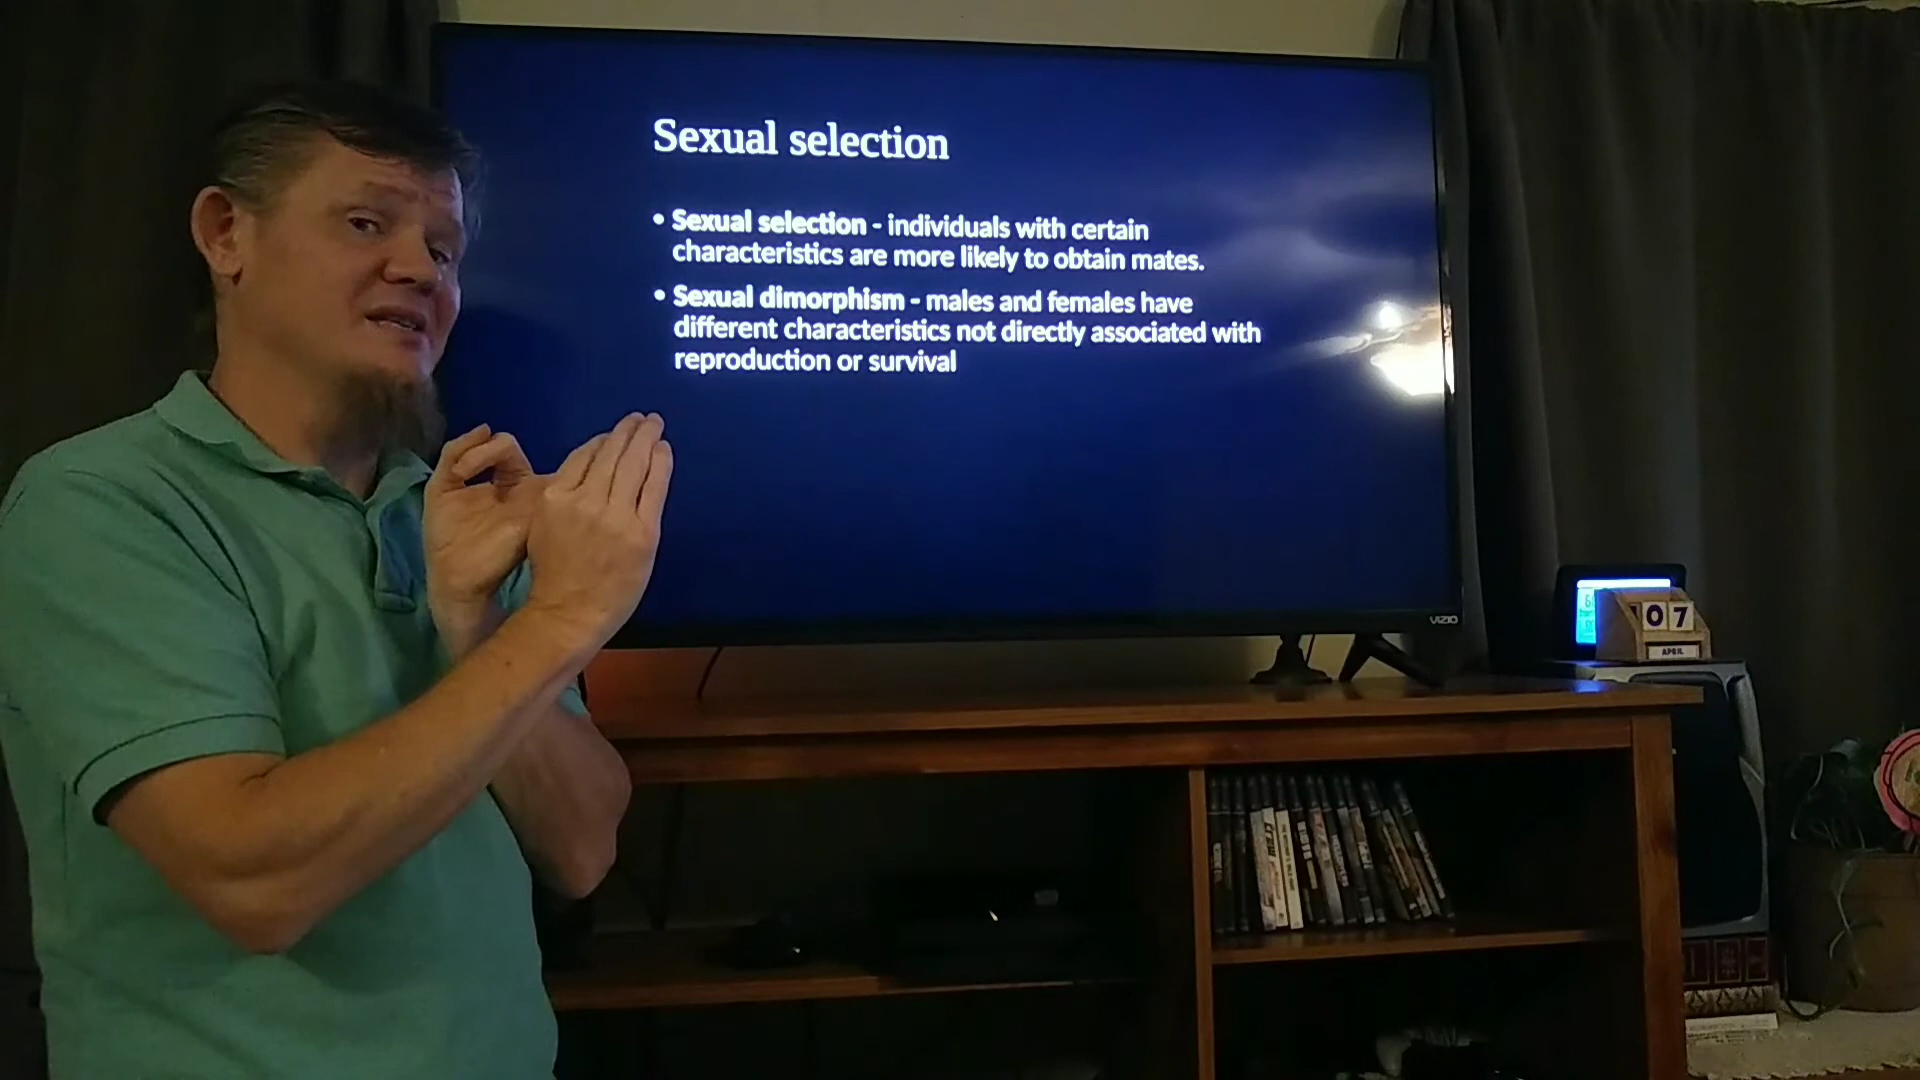 Sexual selection
• Sexual selection - individuals with certain
characteristics are more likely to obtain mates.
• Sexual dimorphism - males and females have
different characteristics not directly associated with
reproduction or survival
VIZIO
07
APRIL